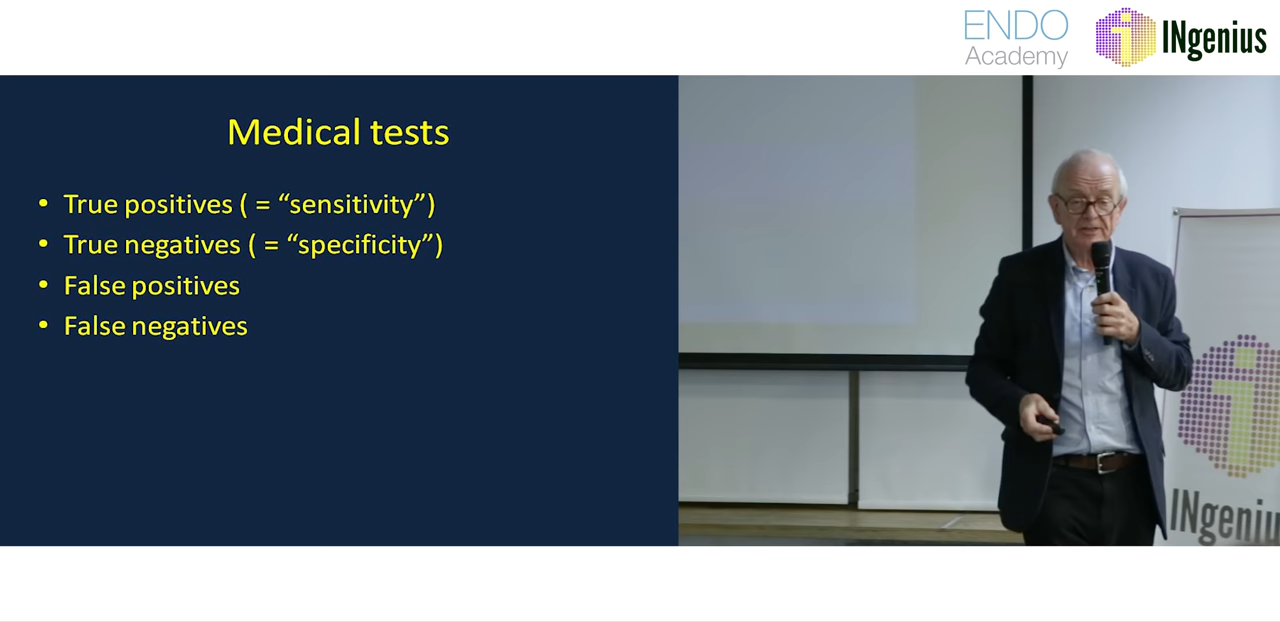 ENDO
Academy
INgenius
Medical tests
• True positives ( = “sensitivity”)
• True negatives ( = “specificity”)
• False positives
• False negatives
INgeniu